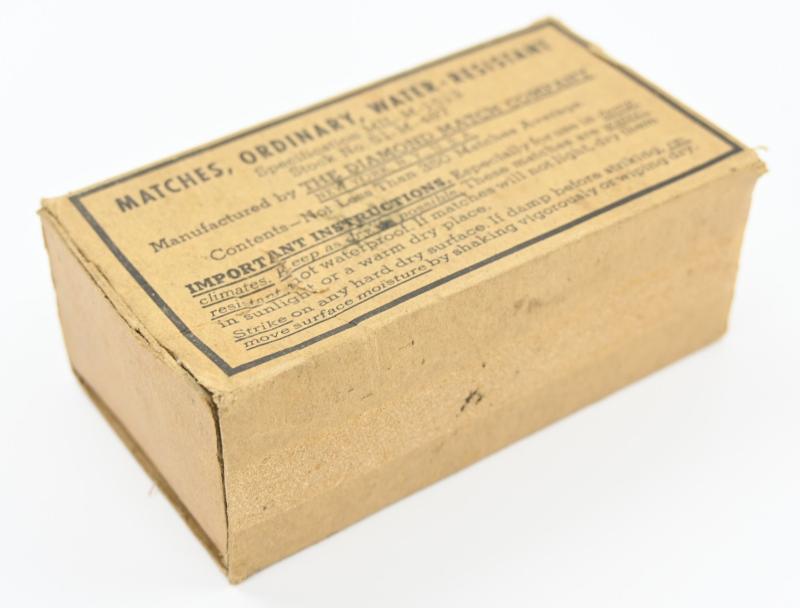 MATCHES, ORDINARY, WATER-RESISTANT
Specification
Stock No.
Manufactured by THE DIAMOND MATCH COMPANY
Contents—Not Less Than 350 Matches Average
IMPORTANT INSTRUCTIONS. Especially for use in damp
climates. Keep as dry as possible. These matches are water-
resistant, not waterproof. If matches will not light—dry them
in sunlight or a warm dry place.
Strike on any hard dry surface. If damp before striking, re-
move surface moisture by shaking vigorously or wiping dry.